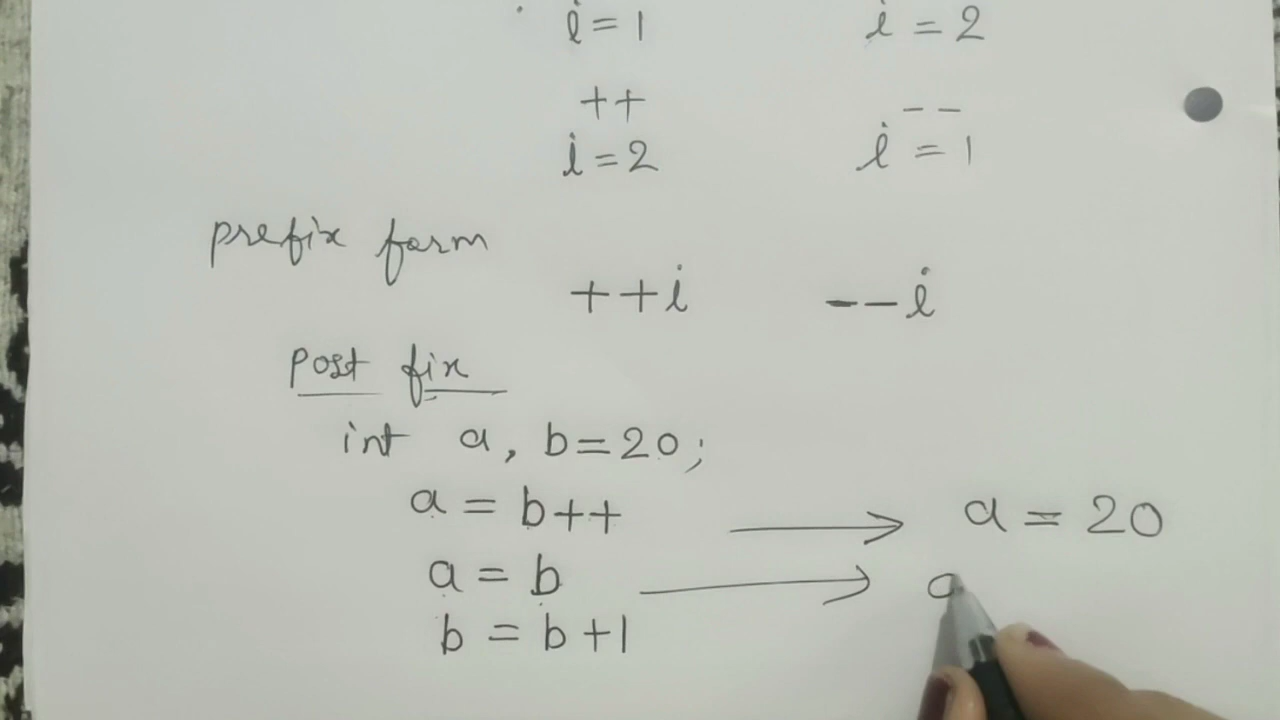 i = 1 i = 2
++ --
i = 2 i = 1
prefix form
++i --i
Post fix
int a, b = 20;
a = b++ → a = 20
a = b → a
b = b + 1